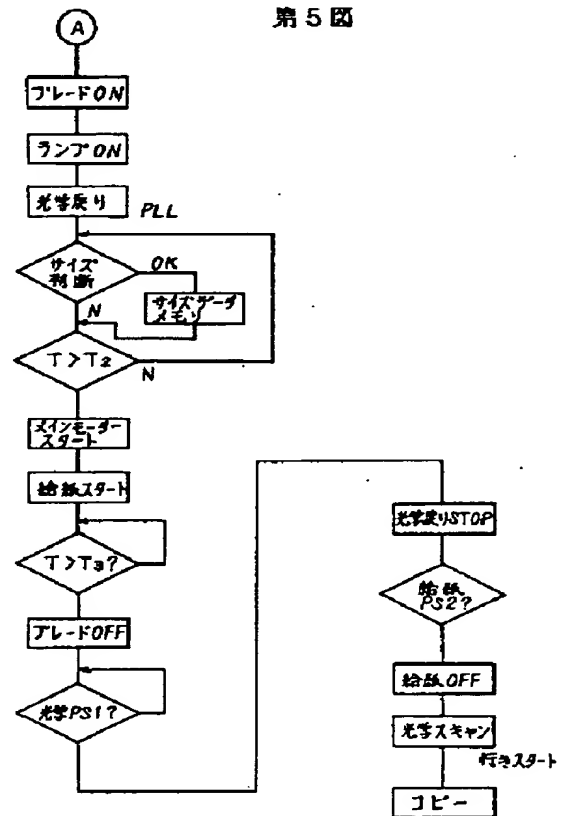 第5図
A
ブレードON
ランプON
光学戻り
PLL
サイズ
判断
OK
サイズデータ
メモリ
N
T>T2
N
メインモーター
スタート
給紙スタート
T>T3?
ブレードOFF
光学PS1?
光学戻りSTOP
給紙
PS2?
給紙OFF
光学スキャン
行きスタート
コピー